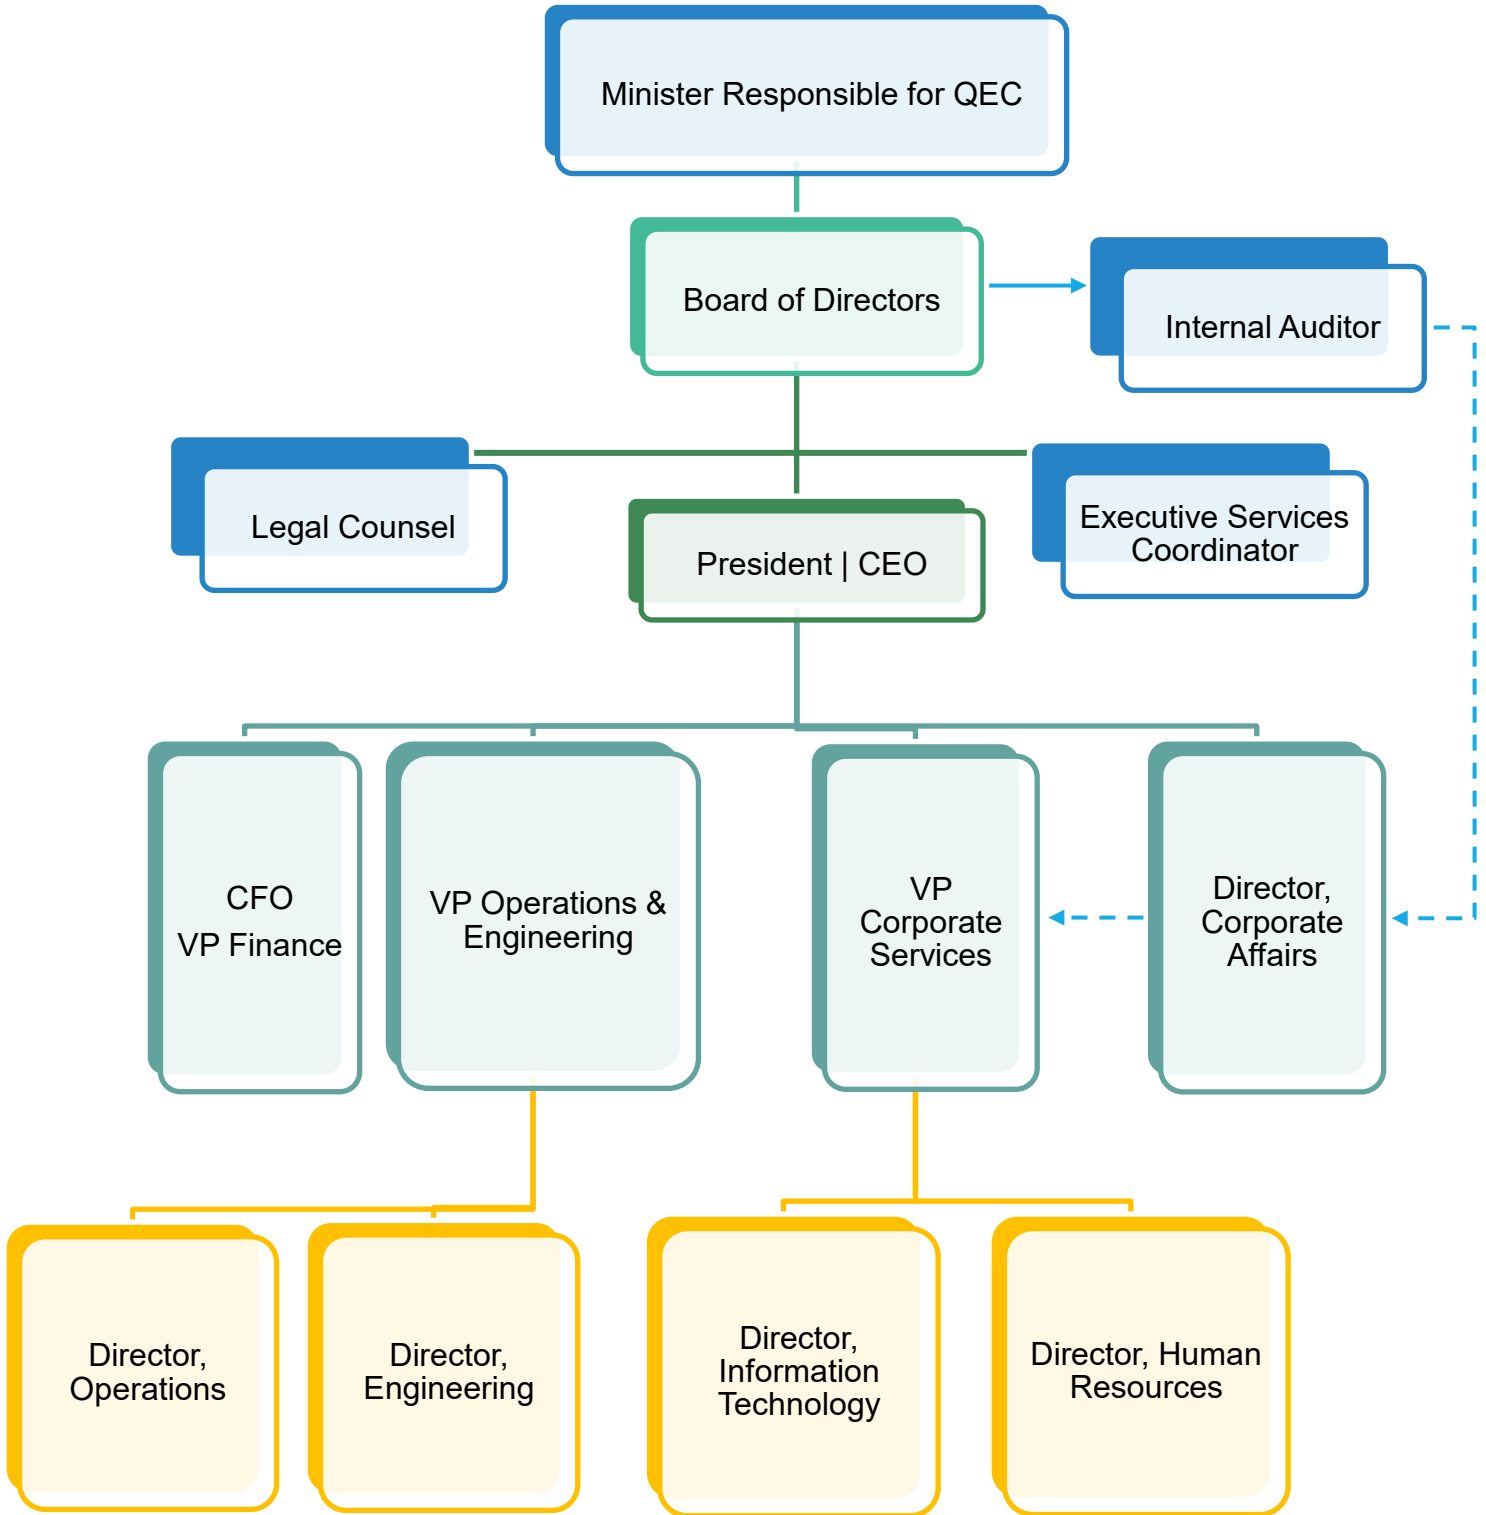 Minister Responsible for QEC
Board of Directors
Internal Auditor
Legal Counsel
President | CEO
Executive Services
Coordinator
CFO
VP Finance
VP Operations &
Engineering
VP
Corporate
Services
Director,
Corporate
Affairs
Director,
Operations
Director,
Engineering
Director,
Information
Technology
Director, Human
Resources